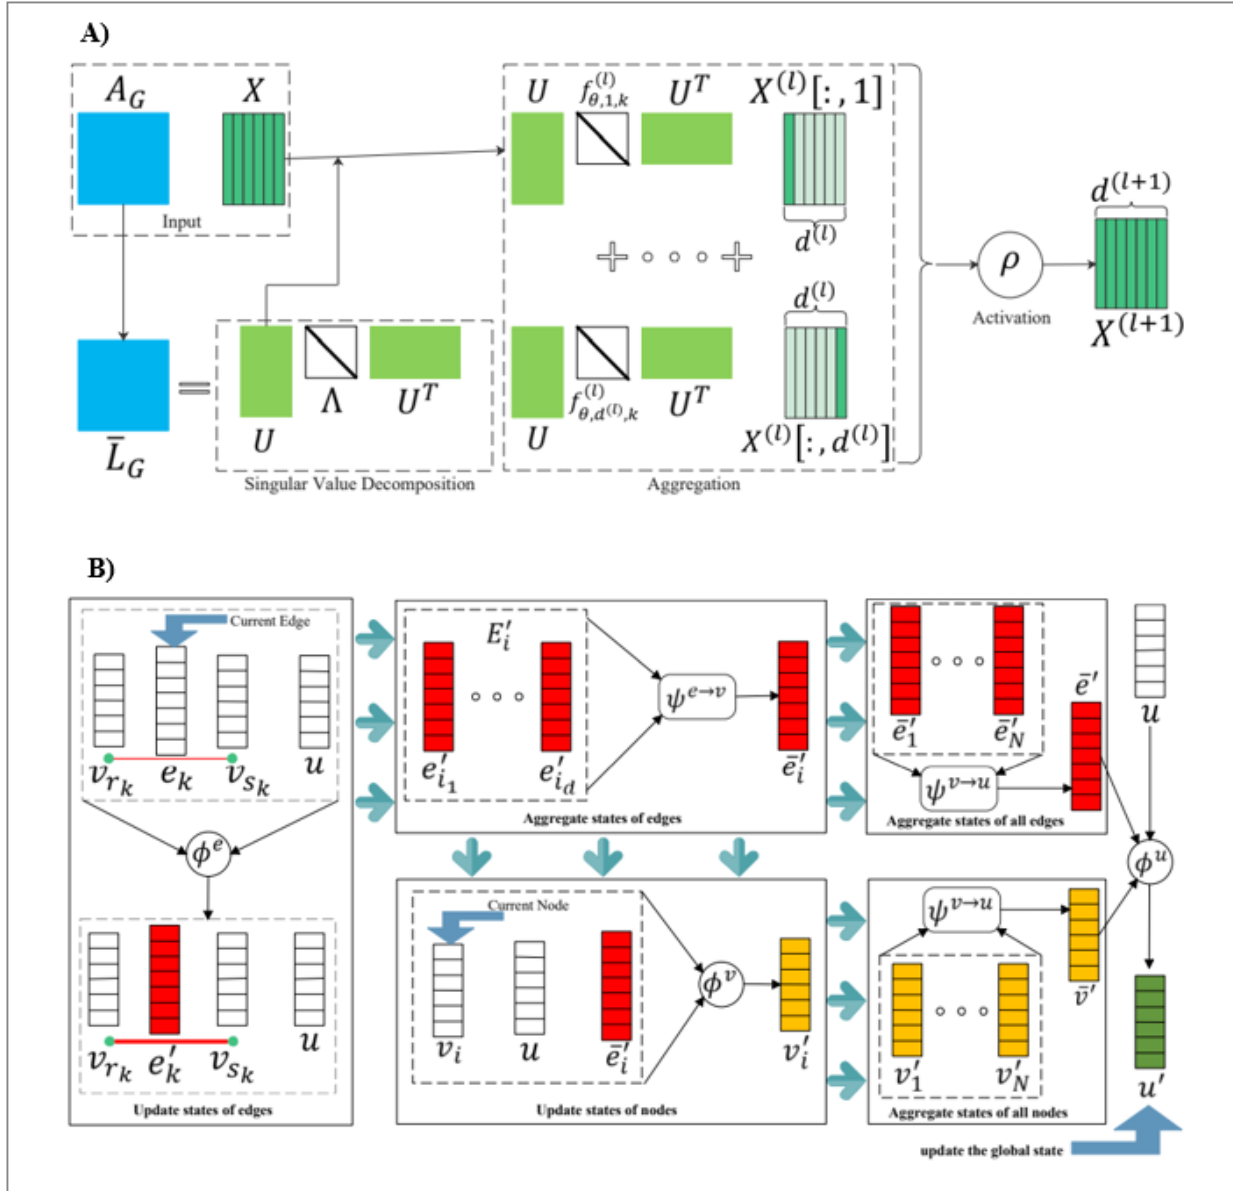 A)
A_G X
Input
L̄_G = U Λ U^T
Singular Value Decomposition
U f^{(l)}_{θ,1,k} U^T X^{(l)}[:,1]
d^{(l)}
+ ∘ ∘ ∘ +
d^{(l)}
U f^{(l)}_{θ,d^{(l)},k} U^T X^{(l)}[:,d^{(l)}]
Aggregation
ρ
Activation
d^{(l+1)}
X^{(l+1)}
B)
Current Edge
v_{r_k} e_k v_{s_k} u
ϕ^e
v_{r_k} e'_k v_{s_k} u
Update states of edges
E'_i
e'_{i_1} ∘ ∘ ∘ e'_{i_d}
ψ^{e→v}
ē'_i
Aggregate states of edges
ē'_1 ∘ ∘ ∘ ē'_N
ψ^{v→u}
ē'
Aggregate states of all edges
u
Current Node
v_i u ē'_i
ϕ^v
v'_i
Update states of nodes
ψ^{v→u}
v̄'
v'_1 ∘ ∘ ∘ v'_N
Aggregate states of all nodes
ϕ^u
u'
update the global state